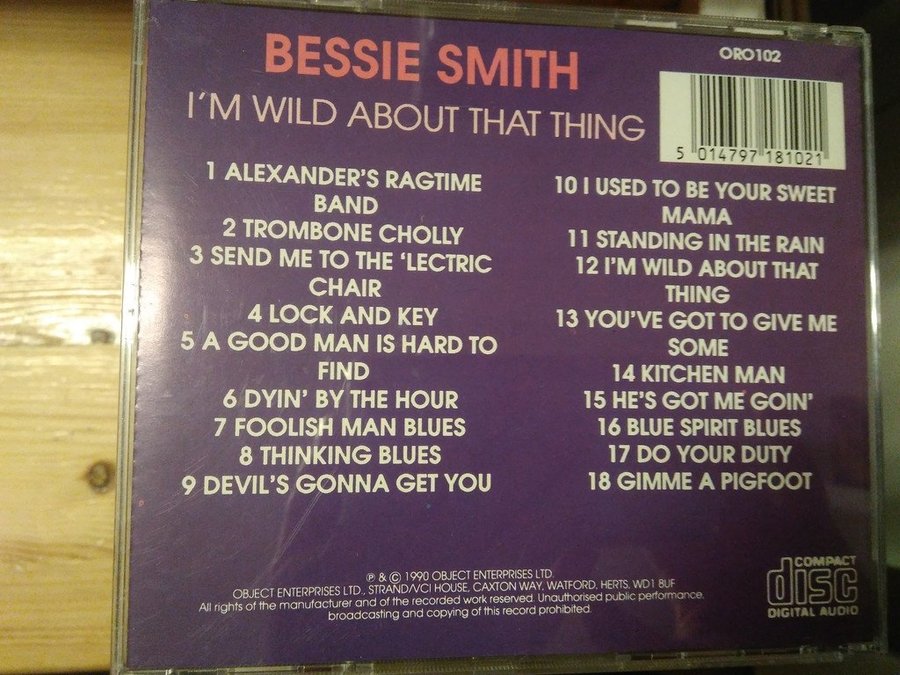 BESSIE SMITH
ORO102
I'M WILD ABOUT THAT THING
5 014797 181021
1 ALEXANDER'S RAGTIME
BAND
2 TROMBONE CHOLLY
3 SEND ME TO THE 'LECTRIC
CHAIR
4 LOCK AND KEY
5 A GOOD MAN IS HARD TO
FIND
6 DYIN' BY THE HOUR
7 FOOLISH MAN BLUES
8 THINKING BLUES
9 DEVIL'S GONNA GET YOU
10 I USED TO BE YOUR SWEET
MAMA
11 STANDING IN THE RAIN
12 I'M WILD ABOUT THAT
THING
13 YOU'VE GOT TO GIVE ME
SOME
14 KITCHEN MAN
15 HE'S GOT ME GOIN'
16 BLUE SPIRIT BLUES
17 DO YOUR DUTY
18 GIMME A PIGFOOT
℗ & © 1990 OBJECT ENTERPRISES LTD.
OBJECT ENTERPRISES LTD., STRAND/VCI HOUSE, CAXTON WAY, WATFORD, HERTS. WD1 8UF
All rights of the manufacturer and of the recorded work reserved. Unauthorised public performance,
broadcasting and copying of this record prohibited.
COMPACT
disc
DIGITAL AUDIO